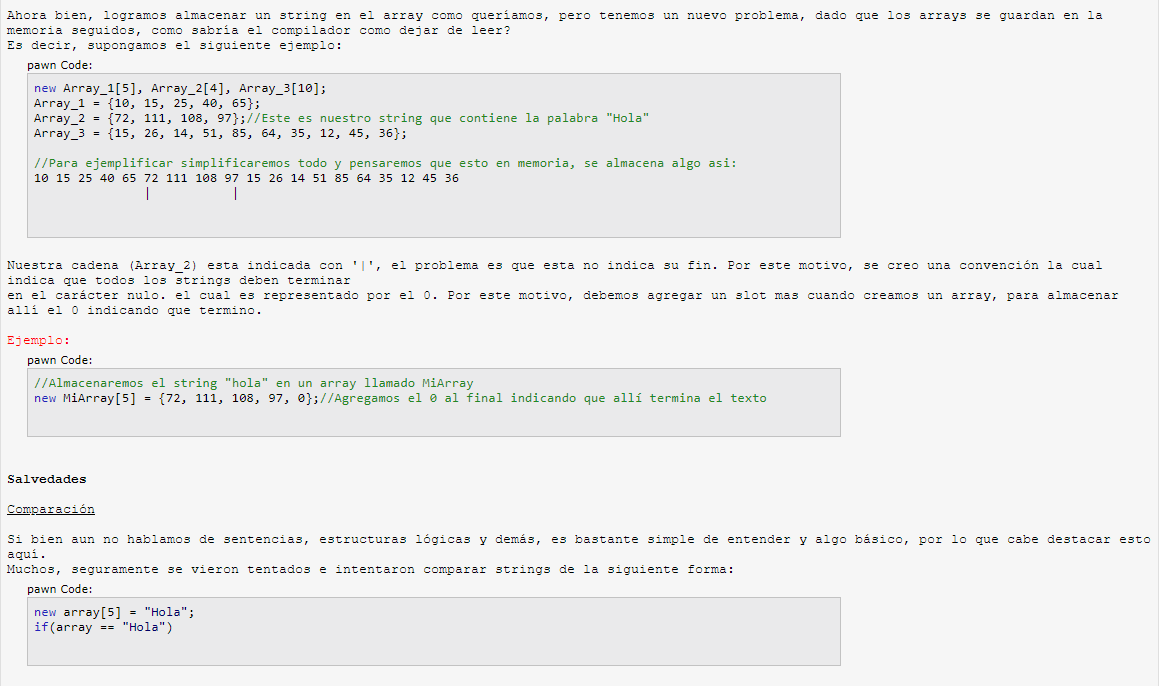 Ahora bien, logramos almacenar un string en el array como queríamos, pero tenemos un nuevo problema, dado que los arrays se guardan en la
memoria seguidos, como sabría el compilador como dejar de leer?
Es decir, supongamos el siguiente ejemplo:
pawn Code:
new Array_1[5], Array_2[4], Array_3[10];
Array_1 = {10, 15, 25, 40, 65};
Array_2 = {72, 111, 108, 97};//Este es nuestro string que contiene la palabra "Hola"
Array_3 = {15, 26, 14, 51, 85, 64, 35, 12, 45, 36};
//Para ejemplificar simplificaremos todo y pensaremos que esto en memoria, se almacena algo asi:
10 15 25 40 65 72 111 108 97 15 26 14 51 85 64 35 12 45 36
| |
Nuestra cadena (Array_2) esta indicada con '|', el problema es que esta no indica su fin. Por este motivo, se creo una convención la cual
indica que todos los strings deben terminar
en el carácter nulo. el cual es representado por el 0. Por este motivo, debemos agregar un slot mas cuando creamos un array, para almacenar
allí el 0 indicando que termino.
Ejemplo:
pawn Code:
//Almacenaremos el string "hola" en un array llamado MiArray
new MiArray[5] = {72, 111, 108, 97, 0};//Agregamos el 0 al final indicando que allí termina el texto
Salvedades
Comparación
Si bien aun no hablamos de sentencias, estructuras lógicas y demás, es bastante simple de entender y algo básico, por lo que cabe destacar esto
aquí.
Muchos, seguramente se vieron tentados e intentaron comparar strings de la siguiente forma:
pawn Code:
new array[5] = "Hola";
if(array == "Hola")